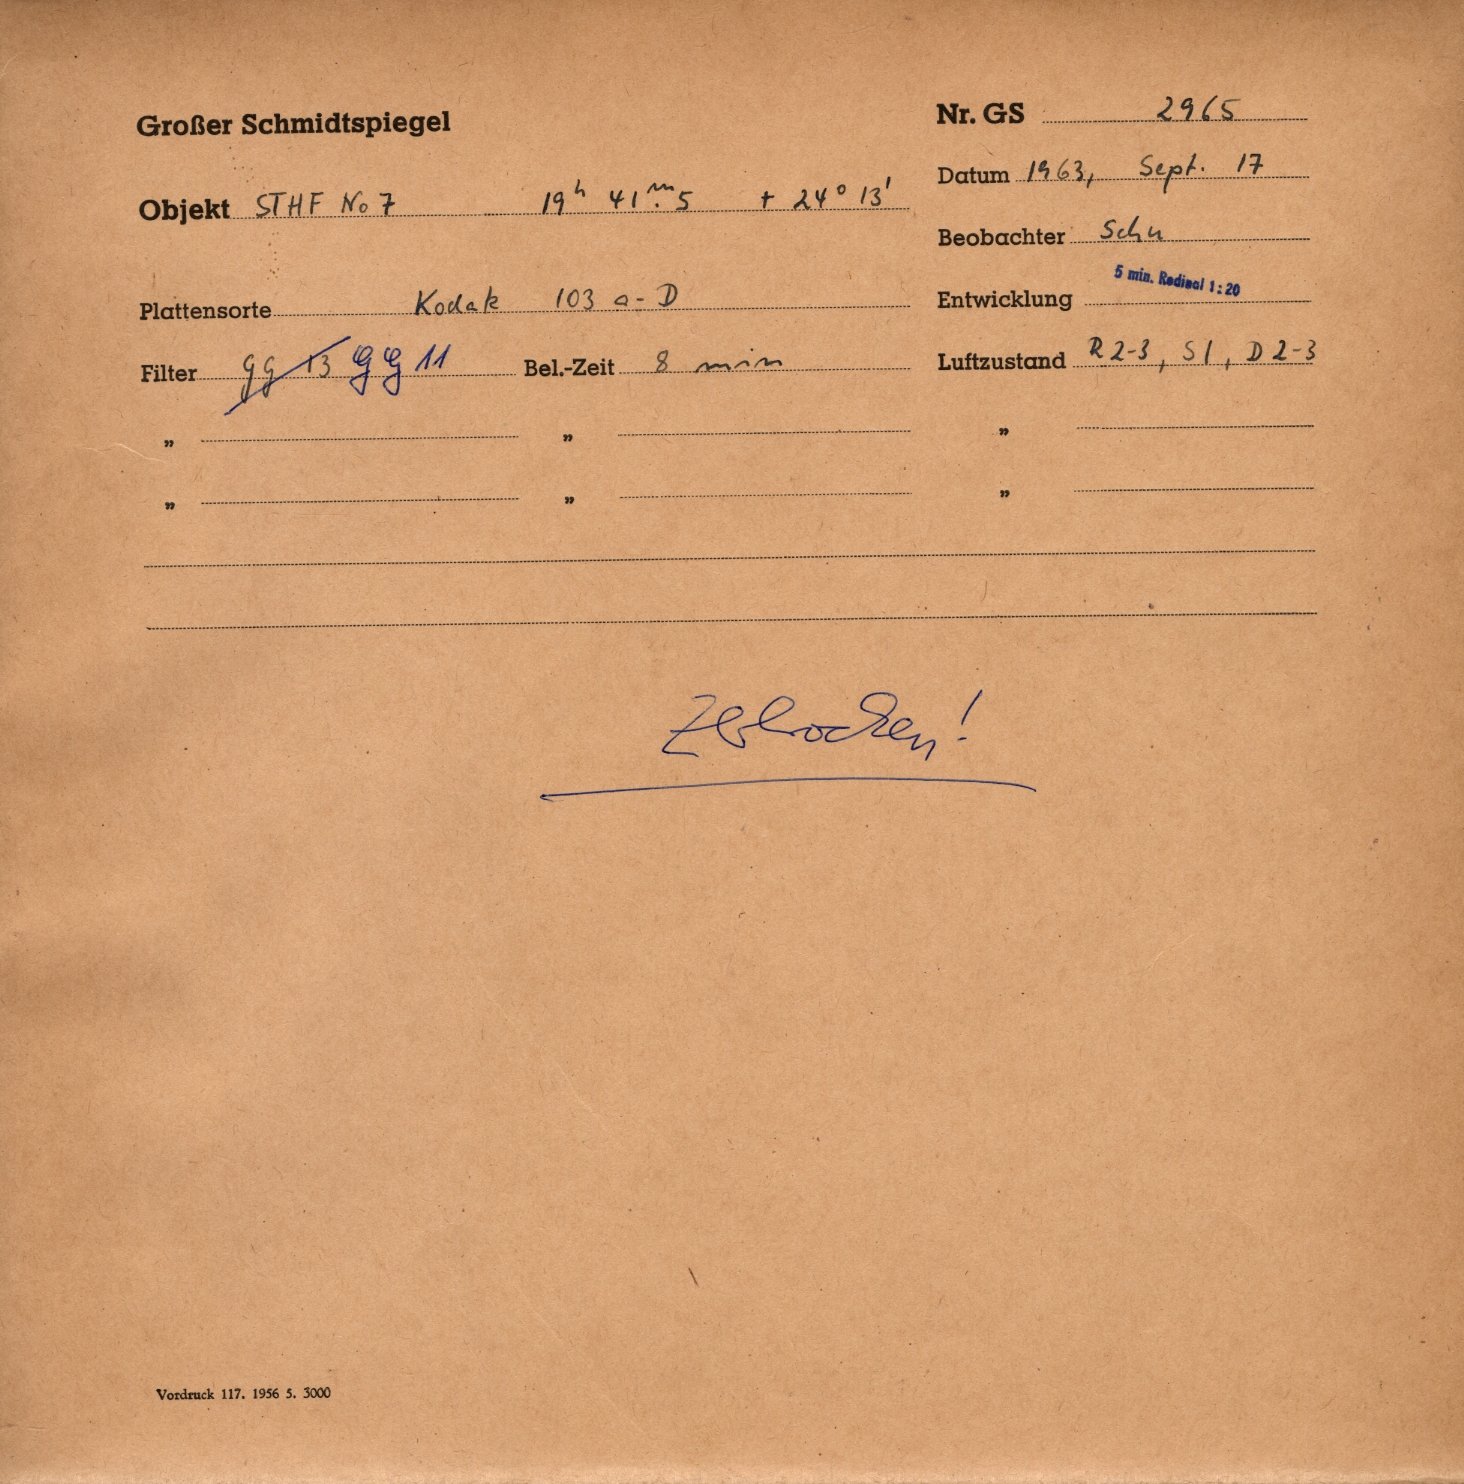 Großer Schmidtspiegel
Nr. GS 2965
Datum 1963, Sept. 17
Objekt STHF No 7 19ʰ 41ᵐ.5 + 24° 13'
Beobachter Schu
Plattensorte Kodak 103 a-D
Entwicklung 5 min. Rodinal 1:20
Filter gg 13 GG 11 Bel.-Zeit 8 min
Luftzustand R 2-3, S 1, D 2-3
„ „ „
„ „ „
Zerbrochen!
Vordruck 117. 1956 5. 3000